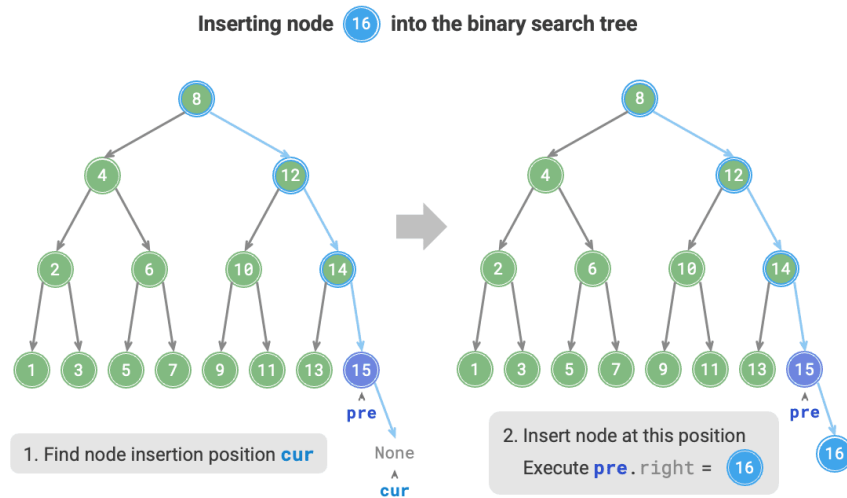 Inserting node 16 into the binary search tree
8
4 12
2 6 10 14
1 3 5 7 9 11 13 15
^
pre
None
^
cur
1. Find node insertion position cur
8
4 12
2 6 10 14
1 3 5 7 9 11 13 15
^
pre
16
2. Insert node at this position
Execute pre.right = 16